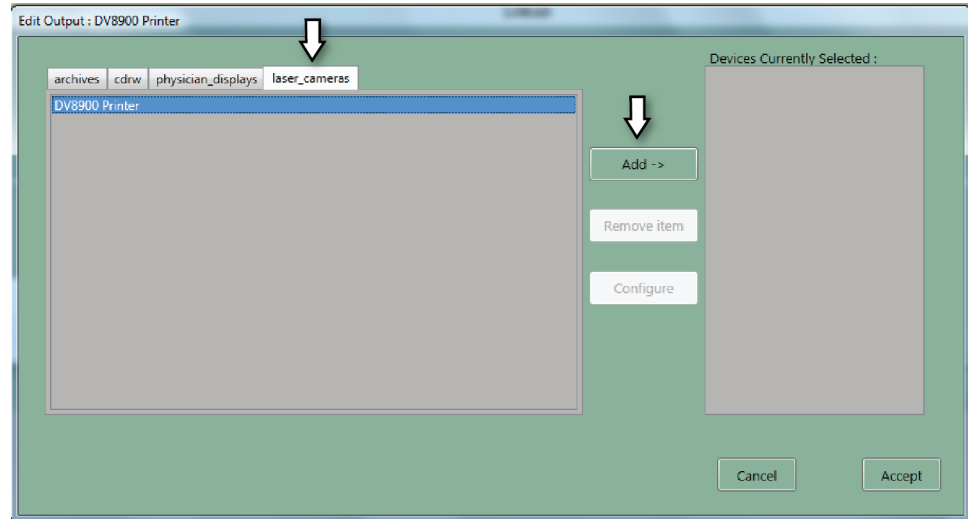 Edit Output : DV8900 Printer
Devices Currently Selected :
archives cdrw physician_displays laser_cameras
DV8900 Printer
Add ->
Remove item
Configure
Cancel Accept